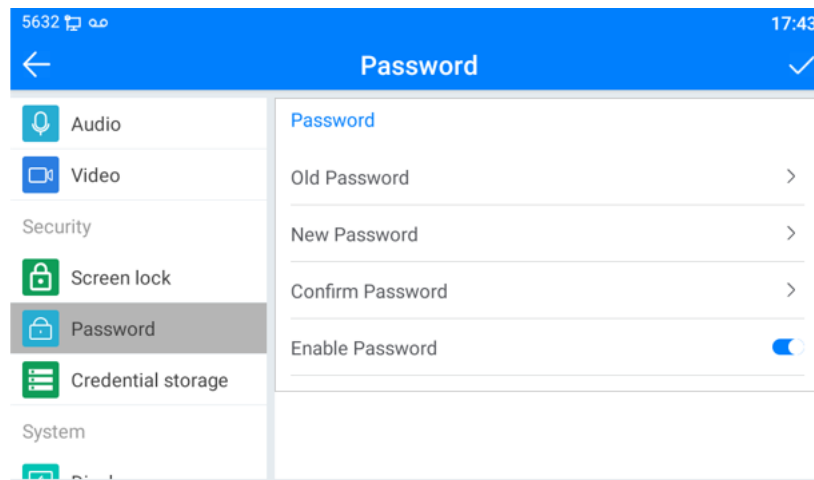 5632
17:43
Password
Audio
Video
Security
Screen lock
Password
Credential storage
System
Password
Old Password
New Password
Confirm Password
Enable Password